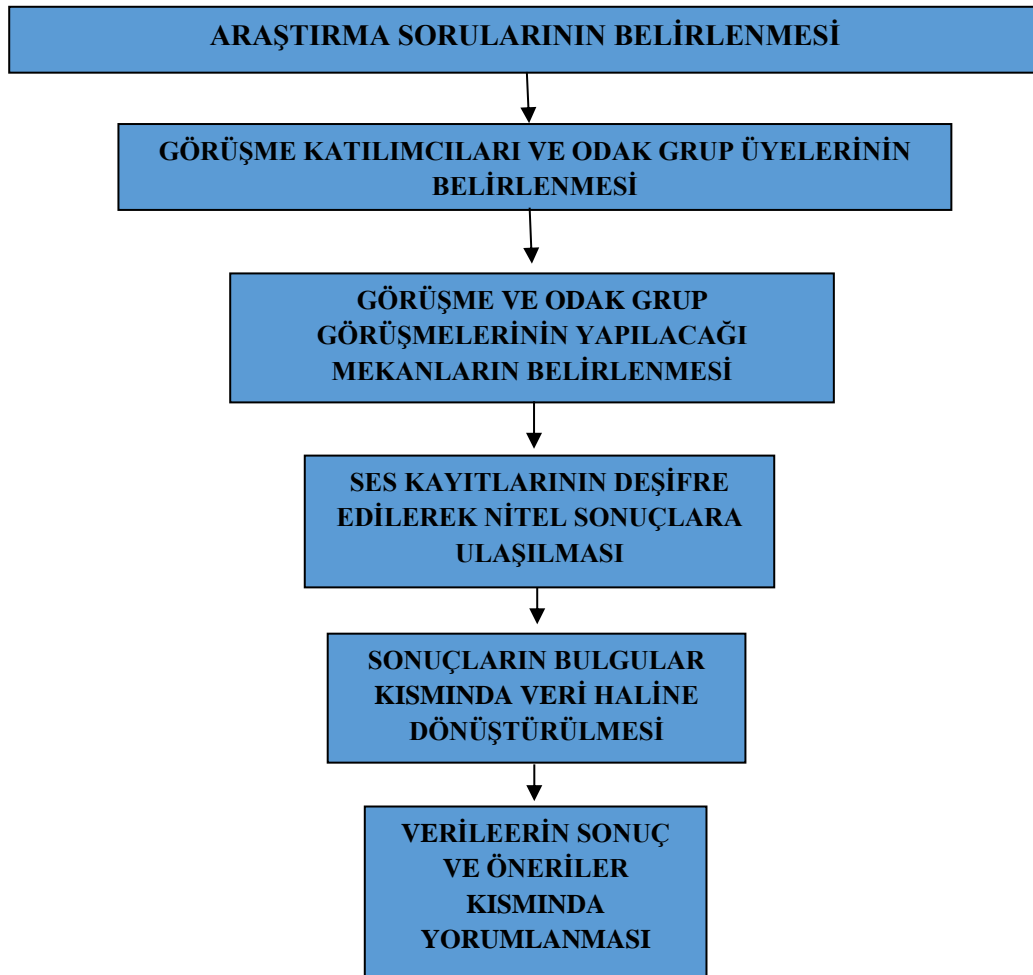 ARAŞTIRMA SORULARININ BELİRLENMESİ
GÖRÜŞME KATILIMCILARI VE ODAK GRUP ÜYELERİNİN
BELİRLENMESİ
GÖRÜŞME VE ODAK GRUP
GÖRÜŞMELERİNİN YAPILACAĞI
MEKANLARIN BELİRLENMESİ
SES KAYITLARININ DEŞİFRE
EDİLEREK NİTEL SONUÇLARA
ULAŞILMASI
SONUÇLARIN BULGULAR
KISMINDA VERİ HALİNE
DÖNÜŞTÜRÜLMESİ
VERİLEERİN SONUÇ
VE ÖNERİLER
KISMINDA
YORUMLANMASI